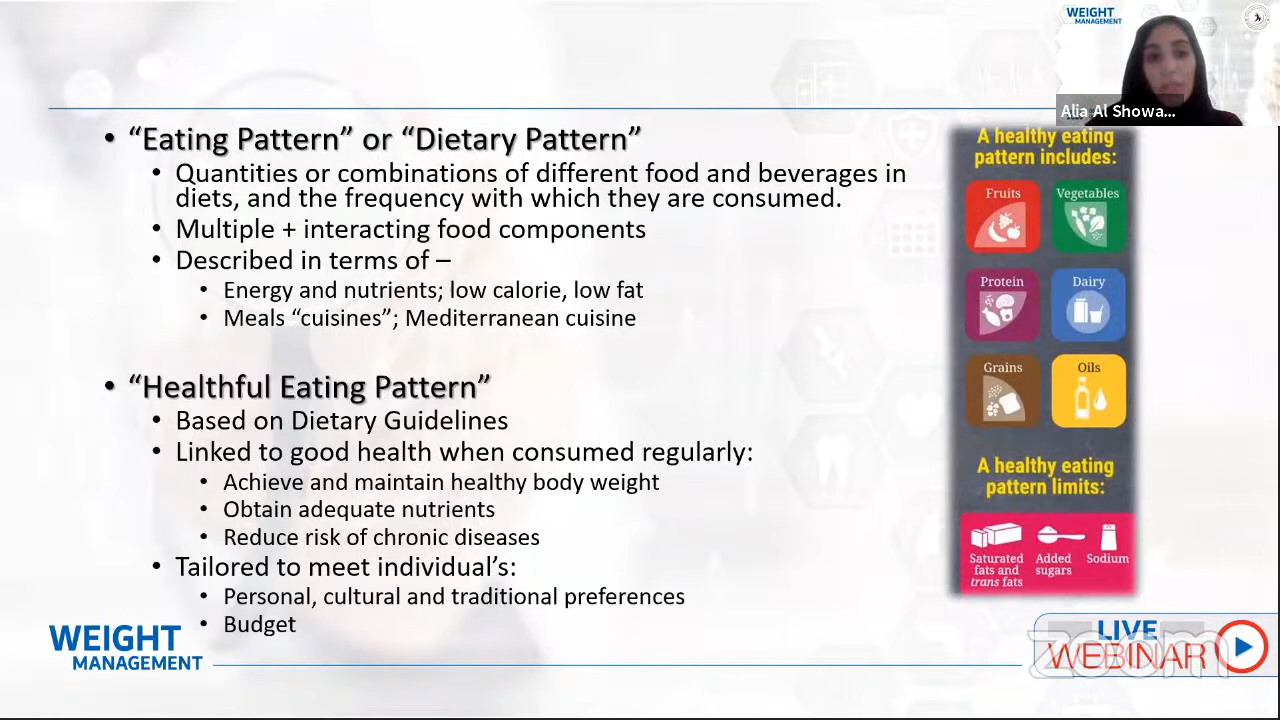 WEIGHT
MANAGEMENT
Alia Al Showa...
• “Eating Pattern” or “Dietary Pattern”
• Quantities or combinations of different food and beverages in
diets, and the frequency with which they are consumed.
• Multiple + interacting food components
• Described in terms of –
• Energy and nutrients; low calorie, low fat
• Meals “cuisines”; Mediterranean cuisine
• “Healthful Eating Pattern”
• Based on Dietary Guidelines
• Linked to good health when consumed regularly:
• Achieve and maintain healthy body weight
• Obtain adequate nutrients
• Reduce risk of chronic diseases
• Tailored to meet individual’s:
• Personal, cultural and traditional preferences
• Budget
A healthy eating
pattern includes:
Fruits
Vegetables
Protein
Dairy
Grains
Oils
A healthy eating
pattern limits:
Saturated
fats and
trans fats
Added
sugars
Sodium
WEIGHT
MANAGEMENT
LIVE
WEBINAR
zoom